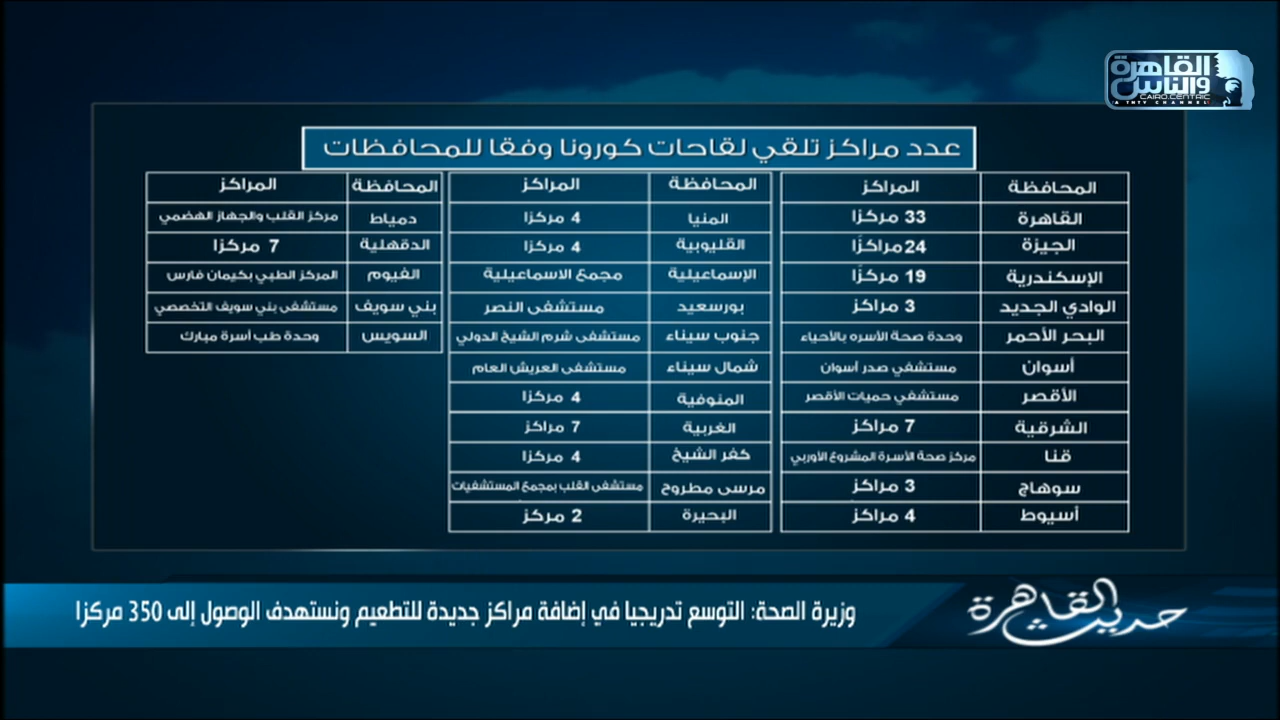 القاهرة
والناس
CAIRO.CENTRIC
A TNTV CHANNEL
عدد مراكز تلقي لقاحات كورونا وفقا للمحافظات
المحافظة المراكز
القاهرة 33 مركزًا
الجيزة 24 مراكزًا
الإسكندرية 19 مركزًا
الوادي الجديد 3 مراكز
البحر الأحمر وحدة صحة الأسره بالأحياء
أسوان مستشفي صدر أسوان
الأقصر مستشفي حميات الأقصر
الشرقية 7 مراكز
قنا مركز صحة الأسرة المشروع الأوربي
سوهاج 3 مراكز
أسيوط 4 مراكز
المحافظة المراكز
المنيا 4 مركزا
القليوبية 4 مركزا
الإسماعيلية مجمع الاسماعيلية
بورسعيد مستشفى النصر
جنوب سيناء مستشفى شرم الشيخ الدولي
شمال سيناء مستشفى العريش العام
المنوفية 4 مركزا
الغربية 7 مراكز
كفر الشيخ 4 مركزا
مرسى مطروح مستشفى القلب بمجمع المستشفيات
البحيرة 2 مركز
المحافظة المراكز
دمياط مركز القلب والجهاز الهضمي
الدقهلية 7 مركزا
الفيوم المركز الطبي بكيمان فارس
بني سويف مستشفى بني سويف التخصصي
السويس وحدة طب أسرة مبارك
حديث القاهرة
وزيرة الصحة: التوسع تدريجيا في إضافة مراكز جديدة للتطعيم ونستهدف الوصول إلى 350 مركزا